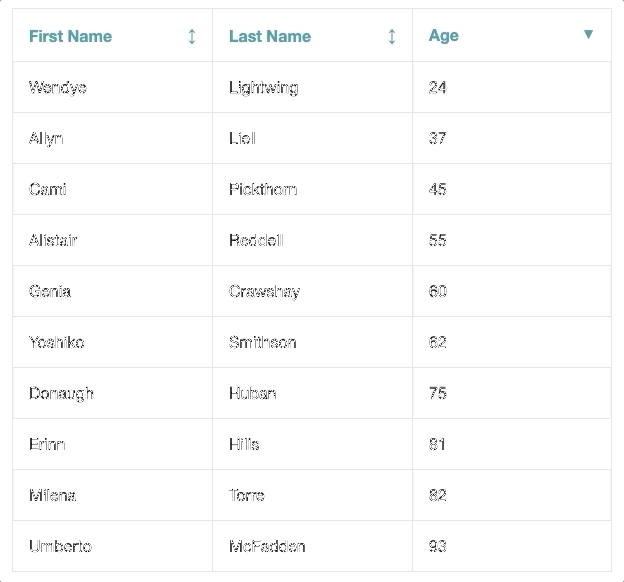 First Name ↕ Last Name ↕ Age ▼
Wendye Lightwing 24
Allyn Liell 37
Cami Pickthorn 45
Alistair Reddell 55
Genia Crawshay 60
Yoshiko Smithson 62
Donaugh Huban 75
Erinn Hills 81
Milena Torre 82
Umberto McFadden 93